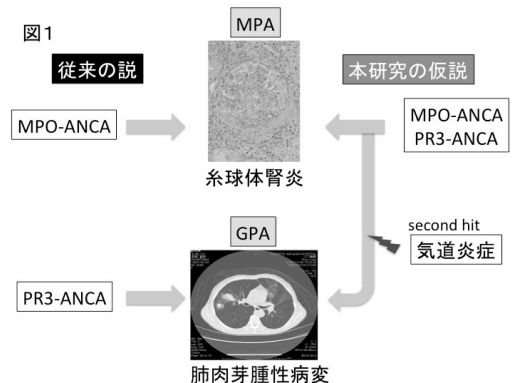 図1
MPA
従来の説
本研究の仮説
MPO-ANCA
MPO-ANCA
PR3-ANCA
糸球体腎炎
second hit
気道炎症
GPA
PR3-ANCA
肺肉芽腫性病変